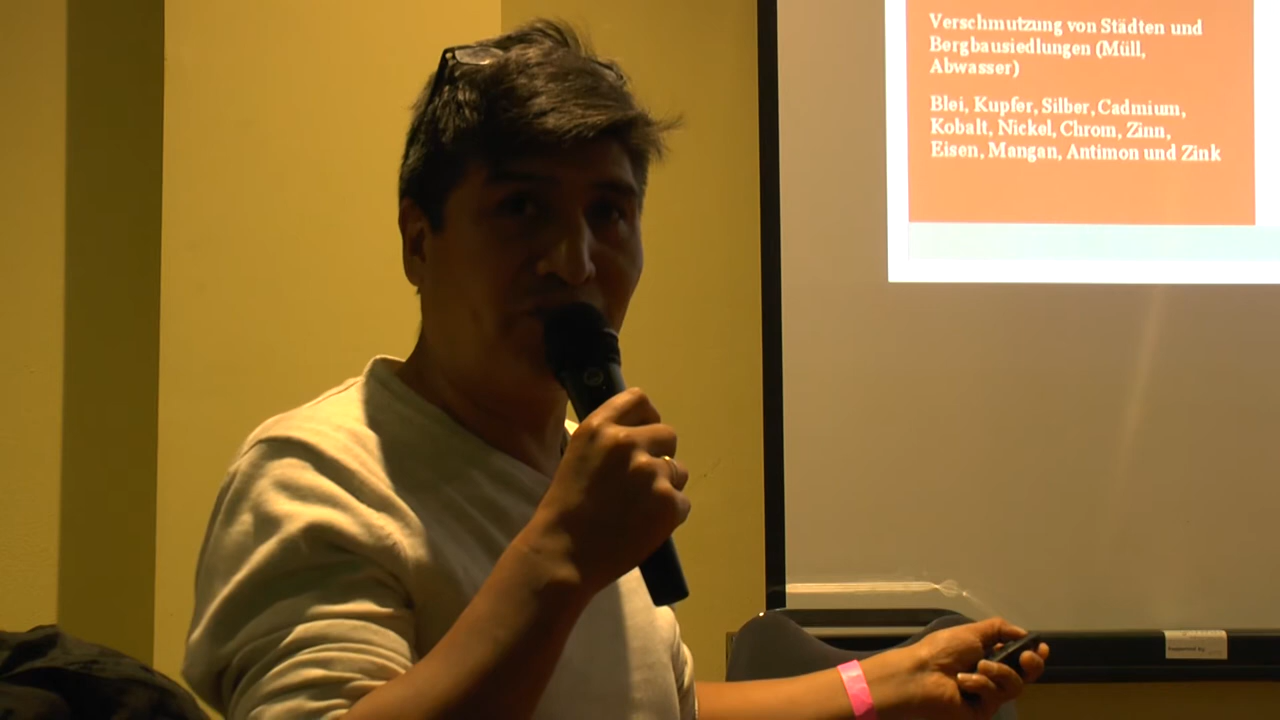 Verschmutzung von Städten und
Bergbausiedlungen (Müll,
Abwasser)
Blei, Kupfer, Silber, Cadmium,
Kobalt, Nickel, Chrom, Zinn,
Eisen, Mangan, Antimon und Zink